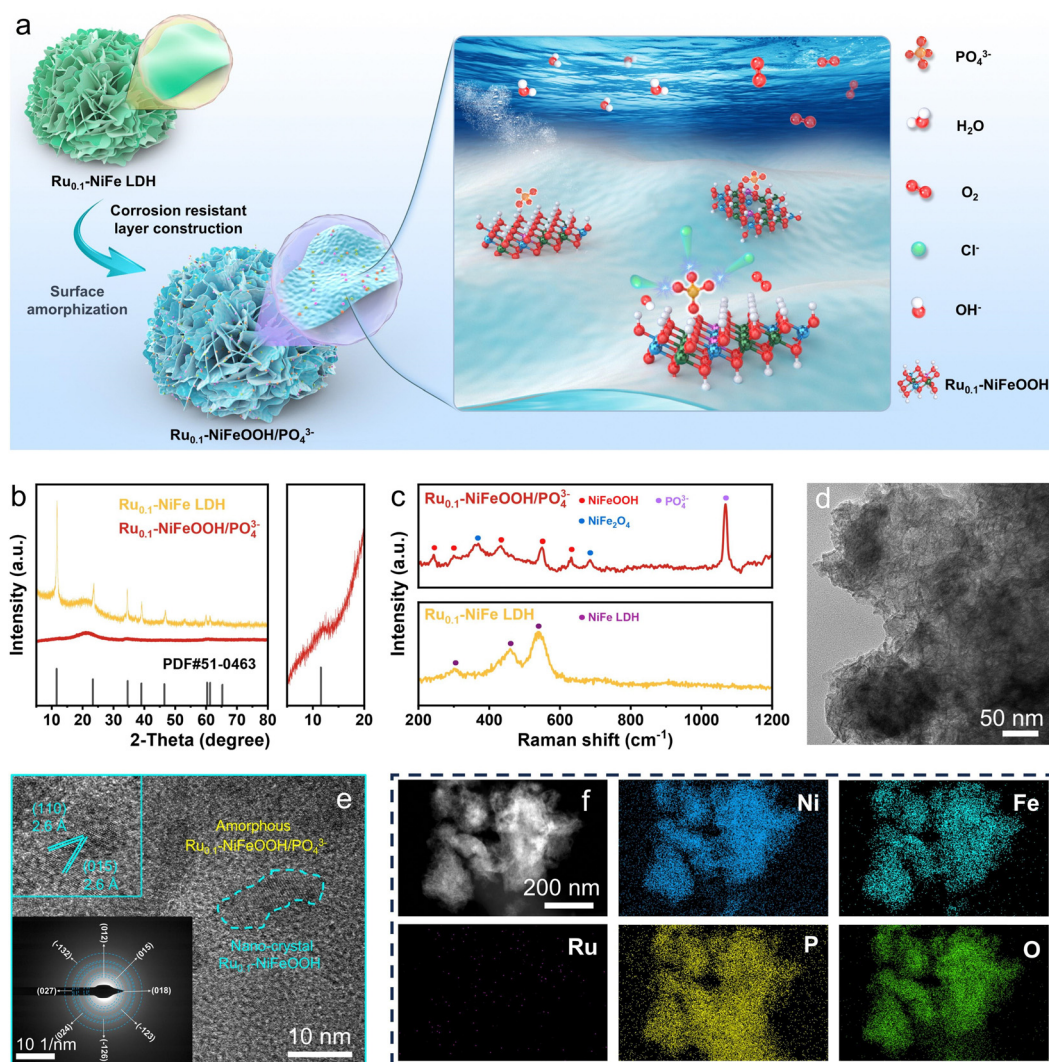 a
Ru₀.₁-NiFe LDH
Corrosion resistant
layer construction
Surface
amorphization
Ru₀.₁-NiFeOOH/PO₄³⁻
PO₄³⁻
H₂O
O₂
Cl⁻
OH⁻
Ru₀.₁-NiFeOOH
b
Ru₀.₁-NiFe LDH
Ru₀.₁-NiFeOOH/PO₄³⁻
PDF#51-0463
Intensity (a.u.)
10 20 30 40 50 60 70 80
10 20
2-Theta (degree)
c
Ru₀.₁-NiFeOOH/PO₄³⁻
NiFeOOH
PO₄³⁻
NiFe₂O₄
Ru₀.₁-NiFe LDH
NiFe LDH
Intensity (a.u.)
200 400 600 800 1000 1200
Raman shift (cm⁻¹)
d
50 nm
e
(110)
2.6 Å
(015)
2.6 Å
Amorphous
Ru₀.₁-NiFeOOH/PO₄³⁻
Nano-crystal
Ru₀.₁-NiFeOOH
(012)
(-132)
(015)
(027)
(018)
(024)
(-123)
(-126)
10 1/nm
10 nm
f
200 nm
Ni
Fe
Ru
P
O